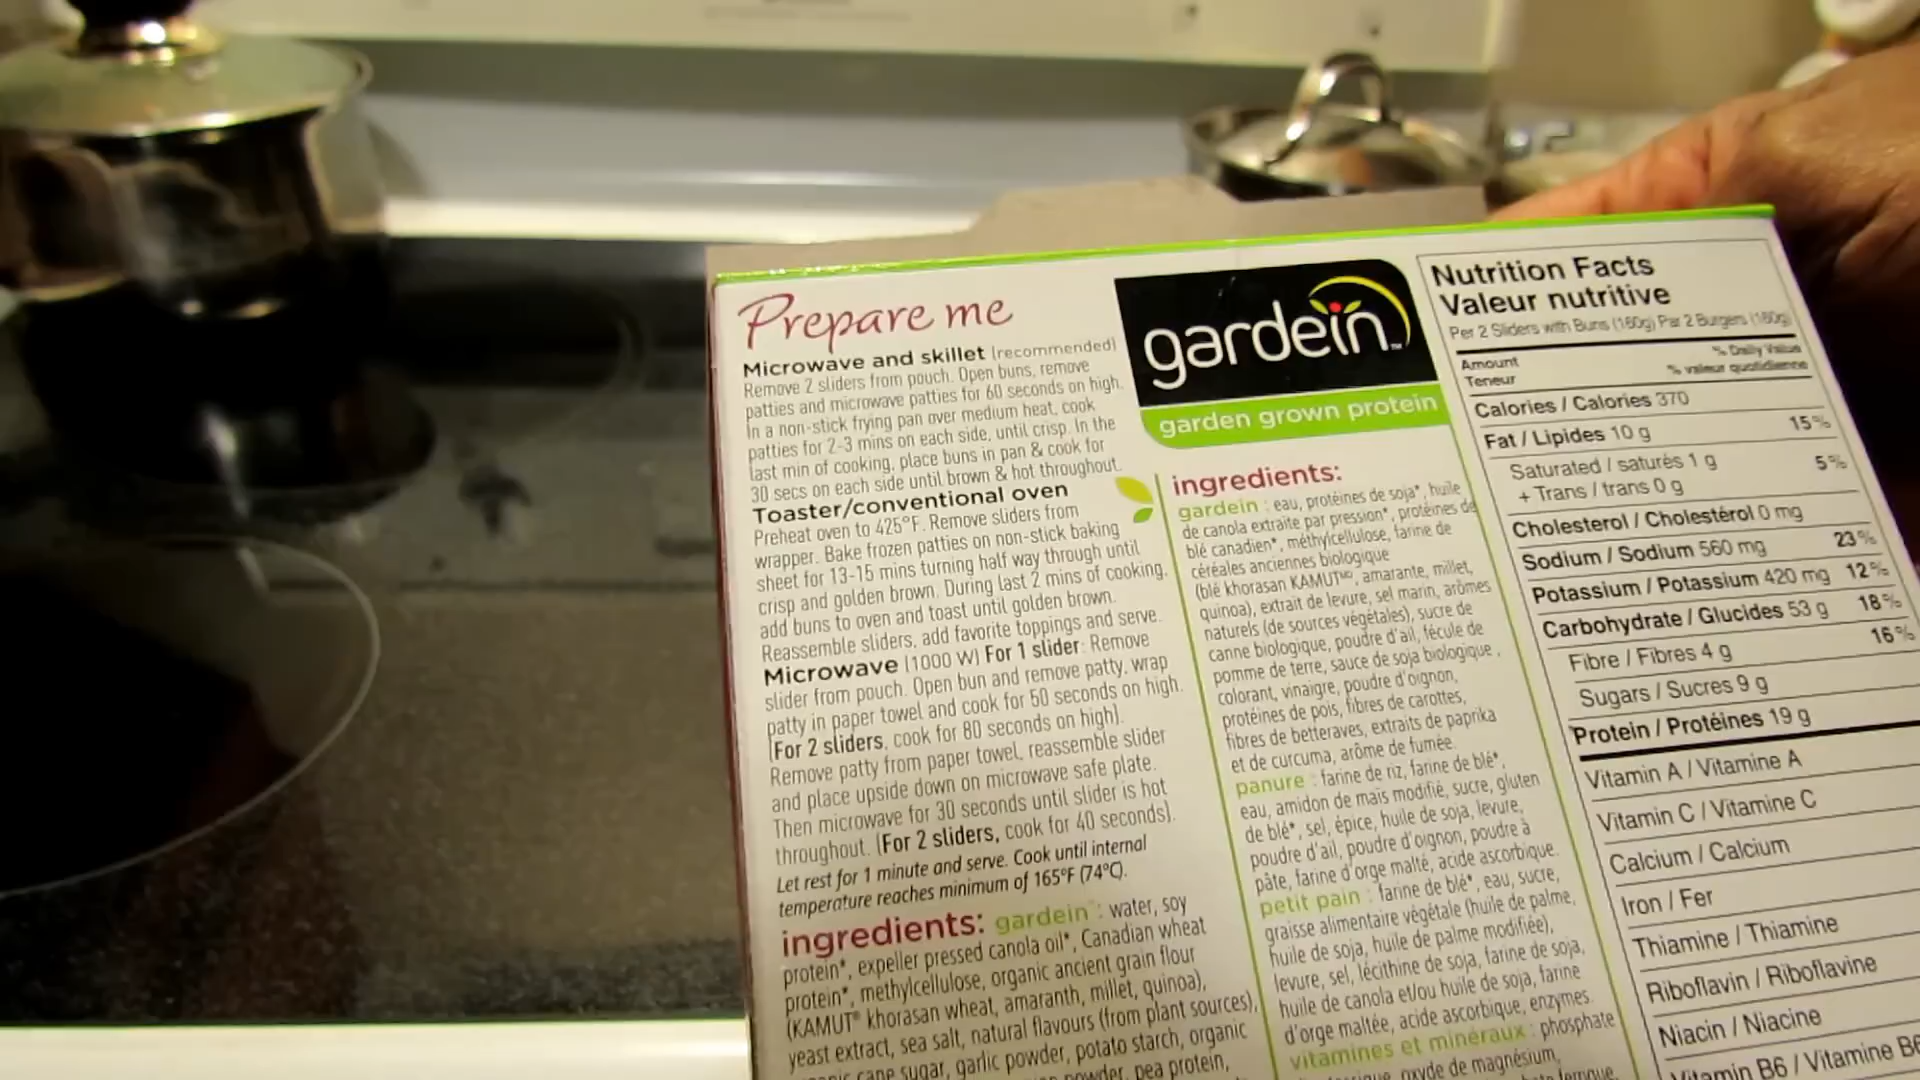 Prepare me
Microwave and skillet (recommended)
Remove 2 sliders from pouch. Open buns, remove
patties and microwave patties for 60 seconds on high.
In a non-stick frying pan over medium heat, cook
patties for 2-3 mins on each side, until crisp. In the
last min of cooking, place buns in pan & cook for
30 secs on each side until brown & hot throughout.
Toaster/conventional oven
Preheat oven to 425°F. Remove sliders from
wrapper. Bake frozen patties on non-stick baking
sheet for 13-15 mins turning half way through until
crisp and golden brown. During last 2 mins of cooking,
add buns to oven and toast until golden brown.
Reassemble sliders, add favorite toppings and serve.
Microwave (1000 W) For 1 slider: Remove
slider from pouch. Open bun and remove patty, wrap
patty in paper towel and cook for 50 seconds on high.
(For 2 sliders, cook for 80 seconds on high).
Remove patty from paper towel, reassemble slider
and place upside down on microwave safe plate.
Then microwave for 30 seconds until slider is hot
throughout. (For 2 sliders, cook for 40 seconds).
Let rest for 1 minute and serve. Cook until internal
temperature reaches minimum of 165°F (74°C).
ingredients: gardein™: water, soy
protein*, expeller pressed canola oil*, Canadian wheat
protein*, methylcellulose, organic ancient grain flour
(KAMUT® khorasan wheat, amaranth, millet, quinoa),
yeast extract, sea salt, natural flavours (from plant sources),
cane sugar, garlic powder, potato starch, organic
powder, pea protein,
gardein™
garden grown protein
ingredients:
gardein : eau, protéines de soja*, huile
de canola extraite par pression*, protéines de
blé canadien*, méthylcellulose, farine de
céréales anciennes biologique
(blé khorasan KAMUTᴹᴰ, amarante, millet,
quinoa), extrait de levure, sel marin, arômes
naturels (de sources végétales), sucre de
canne biologique, poudre d'ail, fécule de
pomme de terre, sauce de soja biologique ,
colorant, vinaigre, poudre d'oignon,
protéines de pois, fibres de carottes,
fibres de betteraves, extraits de paprika
et de curcuma, arôme de fumée.
panure : farine de riz, farine de blé*,
eau, amidon de maïs modifié, sucre, gluten
de blé*, sel, épice, huile de soja, levure,
poudre d'ail, poudre d'oignon, poudre à
pâte, farine d'orge malté, acide ascorbique.
petit pain : farine de blé*, eau, sucre,
graisse alimentaire végétale (huile de palme,
huile de soja, huile de palme modifiée),
levure, sel, lécithine de soja, farine de soja,
huile de canola et/ou huile de soja, farine
d'orge maltée, acide ascorbique, enzymes.
vitamines et minéraux : phosphate
oxyde de magnésium,
Nutrition Facts
Valeur nutritive
Per 2 Sliders with Buns (160g) Par 2 Burgers (160g)
Amount % Daily Value
Teneur % valeur quotidienne
Calories / Calories 370
Fat / Lipides 10 g 15%
Saturated / saturés 1 g 5%
+ Trans / trans 0 g
Cholesterol / Cholestérol 0 mg
Sodium / Sodium 560 mg 23%
Potassium / Potassium 420 mg 12%
Carbohydrate / Glucides 53 g 18%
Fibre / Fibres 4 g 16%
Sugars / Sucres 9 g
Protein / Protéines 19 g
Vitamin A / Vitamine A
Vitamin C / Vitamine C
Calcium / Calcium
Iron / Fer
Thiamine / Thiamine
Riboflavin / Riboflavine
Niacin / Niacine
Vitamin B6 / Vitamine B6